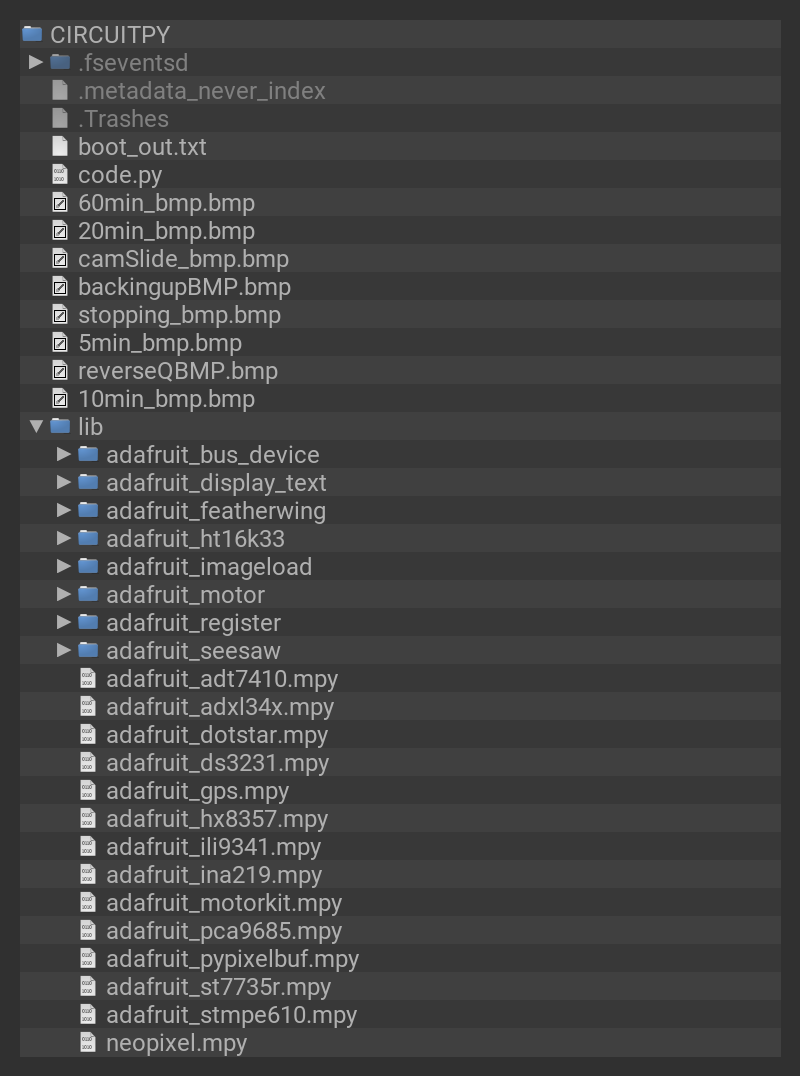 CIRCUITPY
.fseventsd
.metadata_never_index
.Trashes
boot_out.txt
code.py
60min_bmp.bmp
20min_bmp.bmp
camSlide_bmp.bmp
backingupBMP.bmp
stopping_bmp.bmp
5min_bmp.bmp
reverseQBMP.bmp
10min_bmp.bmp
lib
adafruit_bus_device
adafruit_display_text
adafruit_featherwing
adafruit_ht16k33
adafruit_imageload
adafruit_motor
adafruit_register
adafruit_seesaw
adafruit_adt7410.mpy
adafruit_adxl34x.mpy
adafruit_dotstar.mpy
adafruit_ds3231.mpy
adafruit_gps.mpy
adafruit_hx8357.mpy
adafruit_ili9341.mpy
adafruit_ina219.mpy
adafruit_motorkit.mpy
adafruit_pca9685.mpy
adafruit_pypixelbuf.mpy
adafruit_st7735r.mpy
adafruit_stmpe610.mpy
neopixel.mpy